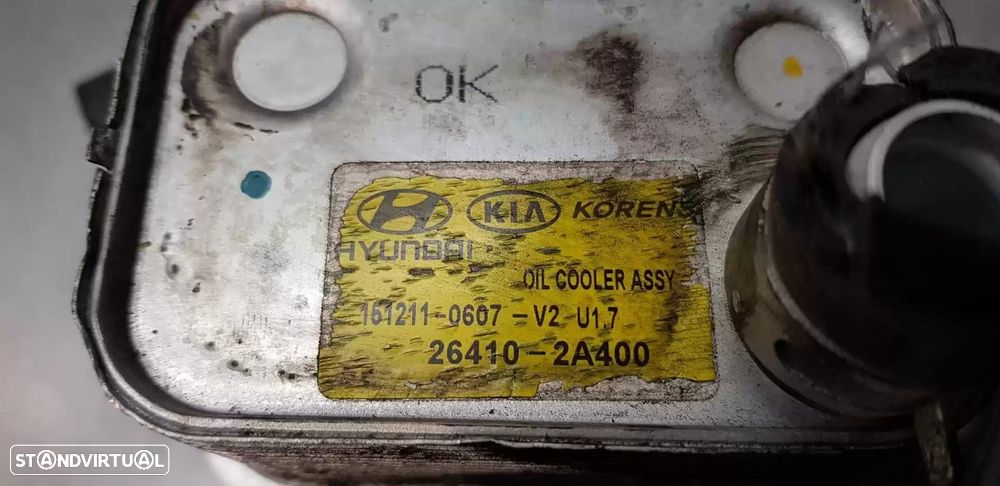 OK
KIA KORENS
HYUNDAI
OIL COOLER ASSY
151211-0607-V2 U1.7
26410-2A400
STANDVIRTUAL